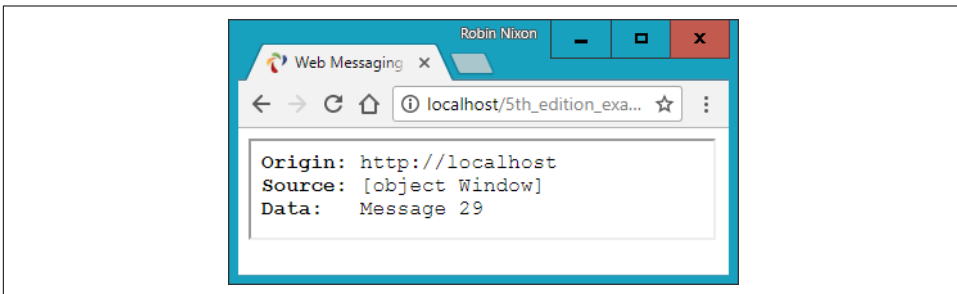 Robin Nixon
Web Messaging
localhost/5th_edition_exa...
Origin: http://localhost
Source: [object Window]
Data: Message 29